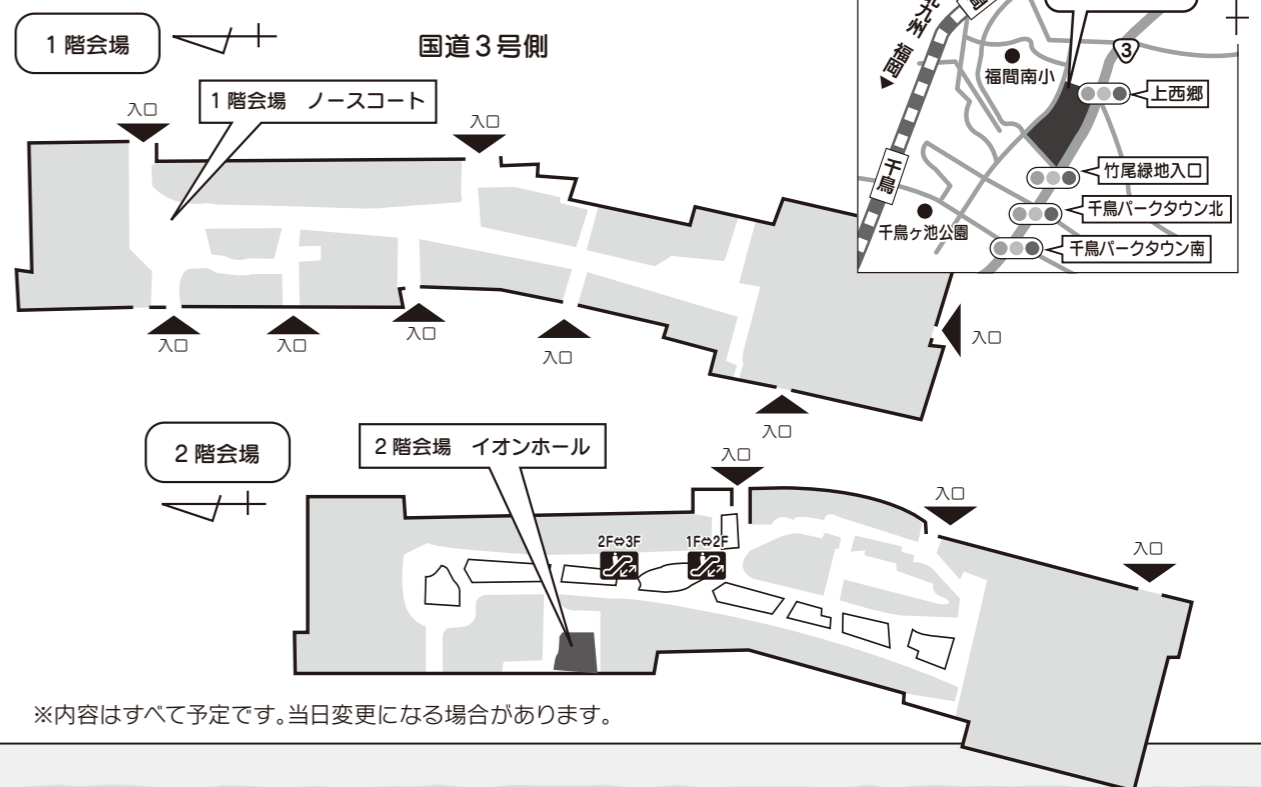 1階会場
国道3号側
1階会場 ノースコート
入口
入口
入口
入口
入口
入口
入口
入口
北九州
福岡
福間南小
3
上西郷
竹尾緑地入口
千鳥
千鳥パークタウン北
千鳥ヶ池公園
千鳥パークタウン南
2階会場
2階会場 イオンホール
入口
入口
入口
2F⇔3F
1F⇔2F
※内容はすべて予定です。当日変更になる場合があります。